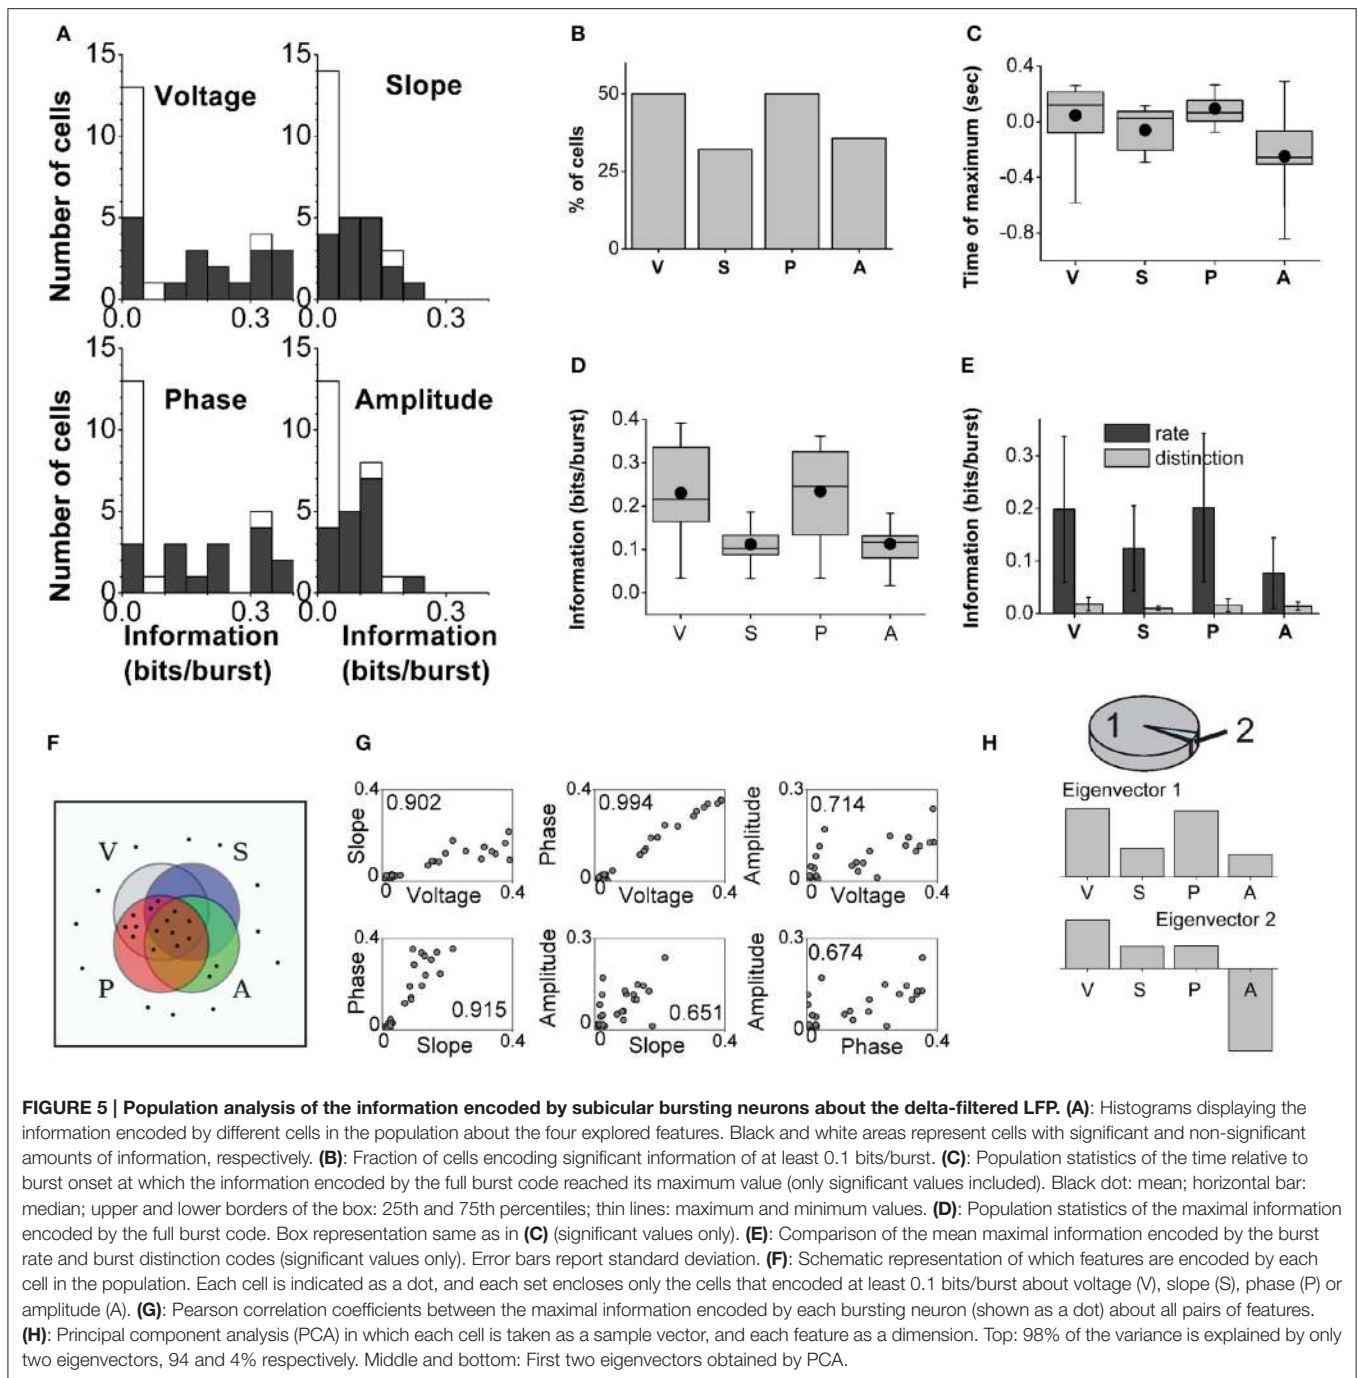 A
15
10
5
0
Number of cells
Voltage
0.0
0.3
15
10
5
0
Slope
0.0
0.3
15
10
5
0
Number of cells
Phase
0.0
0.3
Information
(bits/burst)
15
10
5
0
Amplitude
0.0
0.3
Information
(bits/burst)
B
% of cells
50
25
0
V S P A
C
Time of maximum (sec)
0.4
0.0
-0.4
-0.8
V S P A
D
Information (bits/burst)
0.4
0.3
0.2
0.1
0.0
V S P A
E
Information (bits/burst)
0.3
0.2
0.1
0.0
rate
distinction
V S P A
F
V S
P A
G
0.4
Slope
0.902
0
0 Voltage 0.4
0.4
Phase
0.994
0
0 Voltage 0.4
0.3
Amplitude
0.714
0
0 Phase 0.4
0.4
Phase
0.915
0
0 Slope 0.4
0.3
Amplitude
0.651
0
0 Slope 0.4
0.3
Amplitude
0.674
0
0 Phase 0.4
H
1 2
Eigenvector 1
V S P A
Eigenvector 2
V S P A
FIGURE 5 | Population analysis of the information encoded by subicular bursting neurons about the delta-filtered LFP. (A): Histograms displaying the
information encoded by different cells in the population about the four explored features. Black and white areas represent cells with significant and non-significant
amounts of information, respectively. (B): Fraction of cells encoding significant information of at least 0.1 bits/burst. (C): Population statistics of the time relative to
burst onset at which the information encoded by the full burst code reached its maximum value (only significant values included). Black dot: mean; horizontal bar:
median; upper and lower borders of the box: 25th and 75th percentiles; thin lines: maximum and minimum values. (D): Population statistics of the maximal information
encoded by the full burst code. Box representation same as in (C) (significant values only). (E): Comparison of the mean maximal information encoded by the burst
rate and burst distinction codes (significant values only). Error bars report standard deviation. (F): Schematic representation of which features are encoded by each
cell in the population. Each cell is indicated as a dot, and each set encloses only the cells that encoded at least 0.1 bits/burst about voltage (V), slope (S), phase (P) or
amplitude (A). (G): Pearson correlation coefficients between the maximal information encoded by each bursting neuron (shown as a dot) about all pairs of features.
(H): Principal component analysis (PCA) in which each cell is taken as a sample vector, and each feature as a dimension. Top: 98% of the variance is explained by only
two eigenvectors, 94 and 4% respectively. Middle and bottom: First two eigenvectors obtained by PCA.